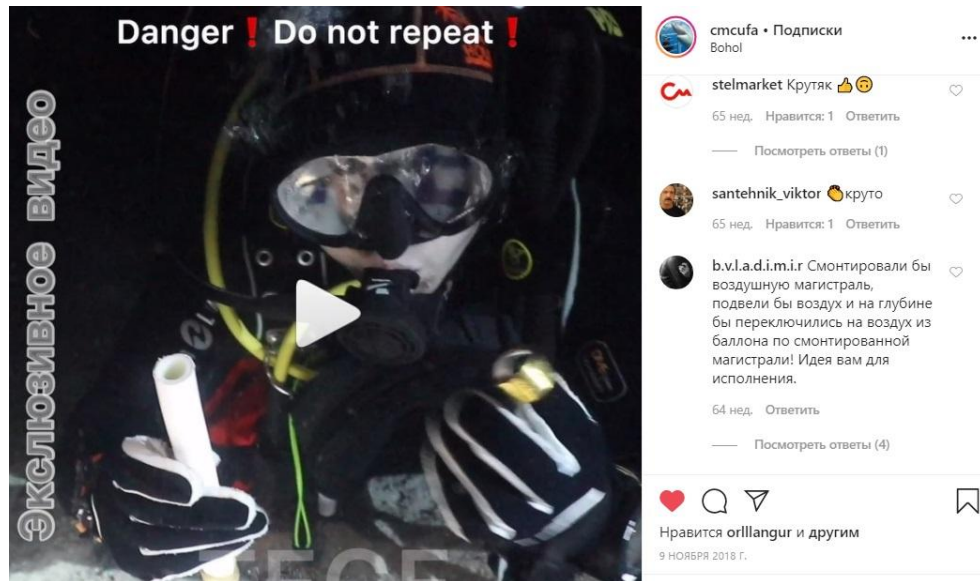 Danger❗Do not repeat❗
Эксклюзивное видео
TECE
cmcufa • Подписки
Bohol
stelmarket Крутяк 👍🙃
65 нед. Нравится: 1 Ответить
Посмотреть ответы (1)
santehnik_viktor 👏круто
65 нед. Нравится: 1 Ответить
b.v.l.a.d.i.m.i.r Смонтировали бы
воздушную магистраль,
подвели бы воздух и на глубине
бы переключились на воздух из
баллона по смонтированной
магистрали! Идея вам для
исполнения.
64 нед. Ответить
Посмотреть ответы (4)
Нравится orlllangur и другим
9 НОЯБРЯ 2018 Г.